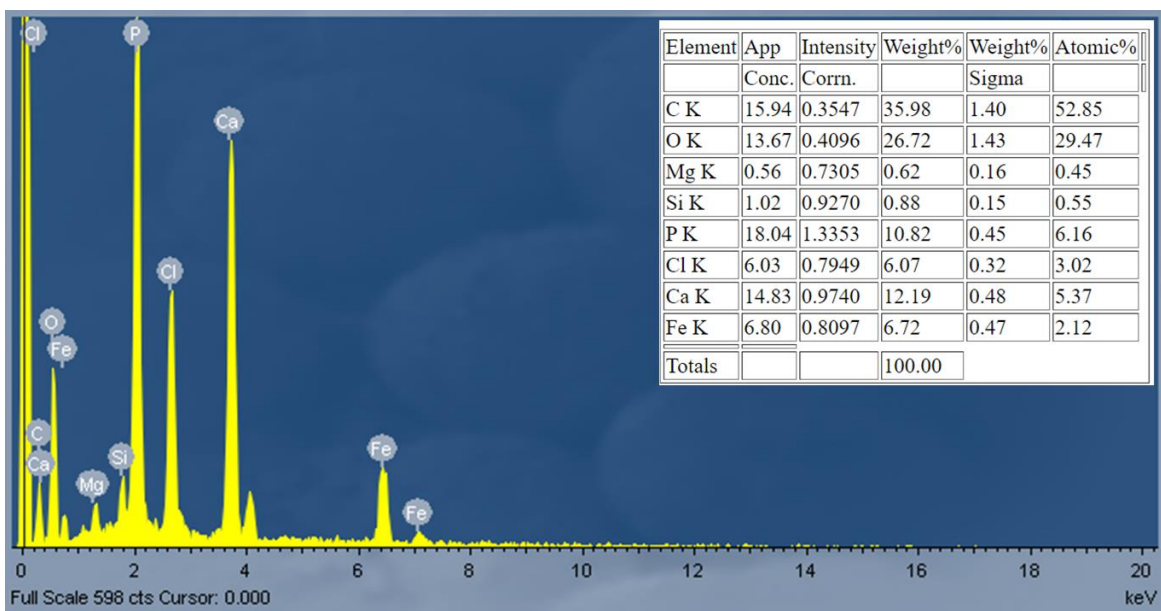 Cl
P
Ca
Cl
O
Fe
C
Ca
Mg
Si
Fe
Fe
0 2 4 6 8 10 12 14 16 18 20
Full Scale 598 cts Cursor: 0.000 keV
Element App Intensity Weight% Weight% Atomic%
Conc. Corrn. Sigma
C K 15.94 0.3547 35.98 1.40 52.85
O K 13.67 0.4096 26.72 1.43 29.47
Mg K 0.56 0.7305 0.62 0.16 0.45
Si K 1.02 0.9270 0.88 0.15 0.55
P K 18.04 1.3353 10.82 0.45 6.16
Cl K 6.03 0.7949 6.07 0.32 3.02
Ca K 14.83 0.9740 12.19 0.48 5.37
Fe K 6.80 0.8097 6.72 0.47 2.12
Totals 100.00